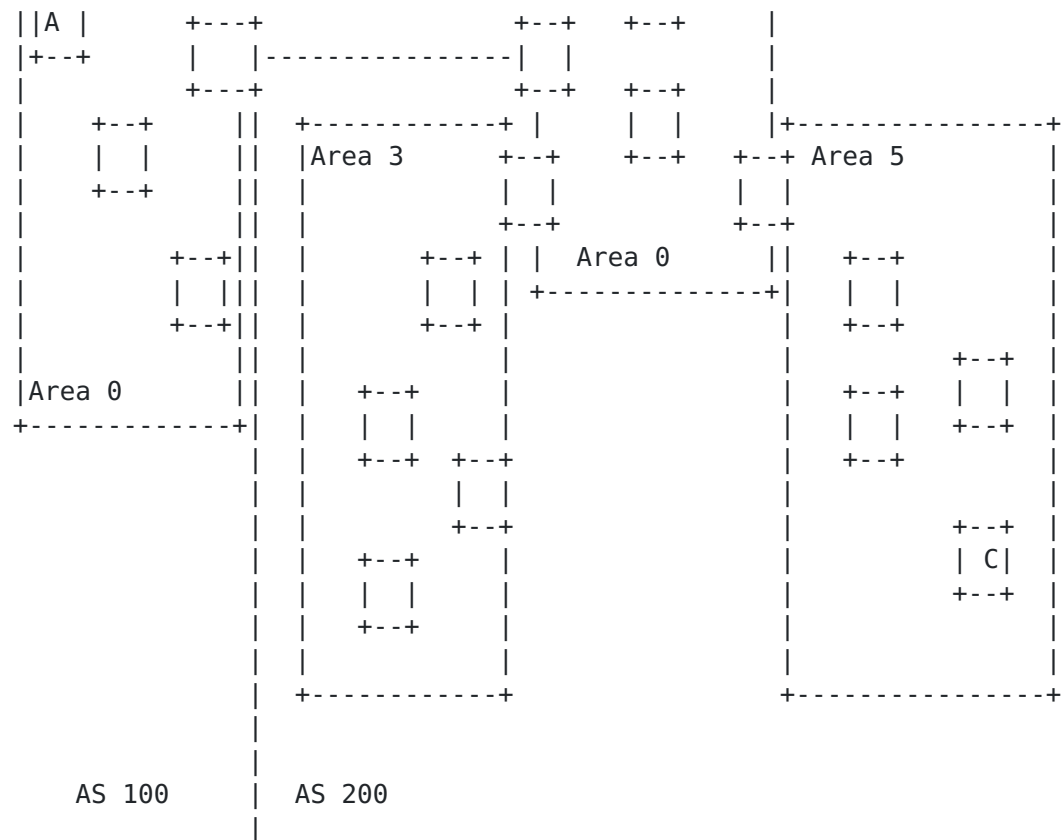 ||A |      +---+                +--+   +--+     |
|+--+      |   |----------------|  |            |
|          +---+                +--+   +--+     |
|    +--+     ||  +------------+ |     |  |     |+----------------+
|    |  |     ||  |Area 3      +--+    +--+   +--+ Area 5         |
|    +--+     ||  |            |  |           |  |                |
|             ||  |            +--+           +--+                |
|         +--+||  |       +--+ | |  Area 0      ||   +--+         |
|         |  |||  |       |  | | +--------------+|   |  |         |
|         +--+||  |       +--+ |                 |   +--+         |
|             ||  |            |                 |          +--+  |
|Area 0       ||  |   +--+     |                 |   +--+   |  |  |
+-------------+|  |   |  |     |                 |   |  |   +--+  |
               |  |   +--+  +--+                 |   +--+         |
               |  |         |  |                 |                |
               |  |         +--+                 |          +--+  |
               |  |   +--+     |                 |          | C|  |
               |  |   |  |     |                 |          +--+  |
               |  |   +--+     |                 |                |
               |  |            |                 |                |
               |  +------------+                 +----------------+
               |
               |
    AS 100     |  AS 200
               |